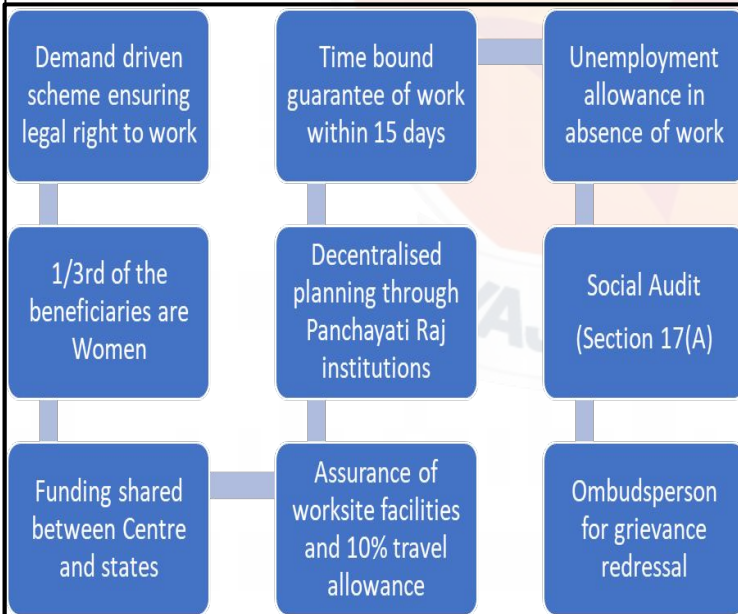 Demand driven
scheme ensuring
legal right to work
1/3rd of the
beneficiaries are
Women
Funding shared
between Centre
and states
Assurance of
worksite facilities
and 10% travel
allowance
Decentralised
planning through
Panchayati Raj
institutions
Time bound
guarantee of work
within 15 days
Unemployment
allowance in
absence of work
Social Audit
(Section 17(A)
Ombudsperson
for grievance
redressal